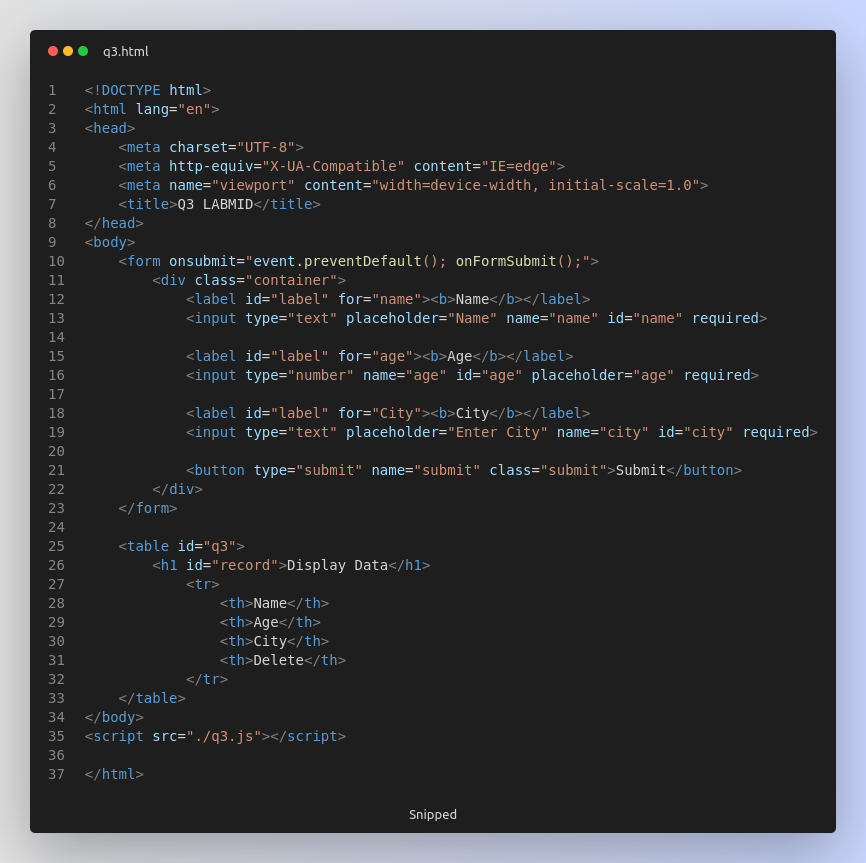 q3.html
1 <!DOCTYPE html>
2 <html lang="en">
3 <head>
4     <meta charset="UTF-8">
5     <meta http-equiv="X-UA-Compatible" content="IE=edge">
6     <meta name="viewport" content="width=device-width, initial-scale=1.0">
7     <title>Q3 LABMID</title>
8 </head>
9 <body>
10     <form onsubmit="event.preventDefault(); onFormSubmit();">
11         <div class="container">
12             <label id="label" for="name"><b>Name</b></label>
13             <input type="text" placeholder="Name" name="name" id="name" required>
14
15             <label id="label" for="age"><b>Age</b></label>
16             <input type="number" name="age" id="age" placeholder="age" required>
17
18             <label id="label" for="City"><b>City</b></label>
19             <input type="text" placeholder="Enter City" name="city" id="city" required>
20
21             <button type="submit" name="submit" class="submit">Submit</button>
22         </div>
23     </form>
24
25     <table id="q3">
26         <h1 id="record">Display Data</h1>
27             <tr>
28                 <th>Name</th>
29                 <th>Age</th>
30                 <th>City</th>
31                 <th>Delete</th>
32             </tr>
33     </table>
34 </body>
35 <script src="./q3.js"></script>
36
37 </html>
Snipped